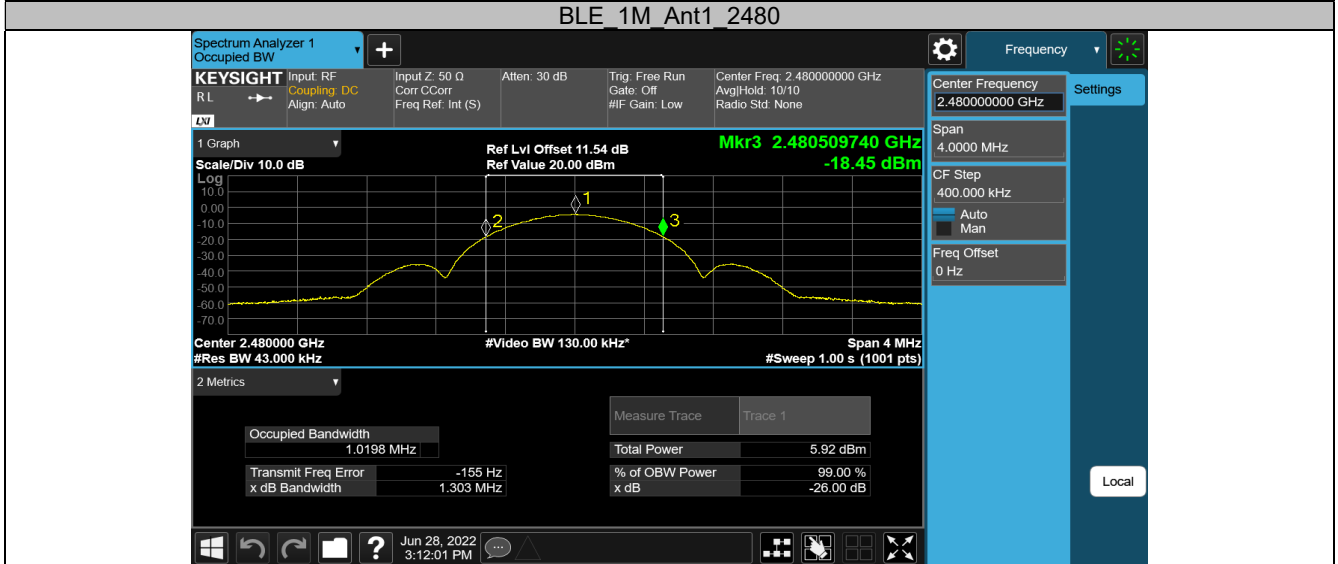 BLE_1M_Ant1_2480
Spectrum Analyzer 1
Occupied BW
Frequency
KEYSIGHT
RL
LXI
Input: RF
Coupling: DC
Align: Auto
Input Z: 50 Ω
Corr CCorr
Freq Ref: Int (S)
Atten: 30 dB
Trig: Free Run
Gate: Off
#IF Gain: Low
Center Freq: 2.480000000 GHz
Avg|Hold: 10/10
Radio Std: None
Center Frequency
2.480000000 GHz
Settings
Span
4.0000 MHz
CF Step
400.000 kHz
Auto
Man
Freq Offset
0 Hz
Local
1 Graph
Scale/Div 10.0 dB
Ref Lvl Offset 11.54 dB
Ref Value 20.00 dBm
Mkr3 2.480509740 GHz
-18.45 dBm
Log
10.0
0.00
-10.0
-20.0
-30.0
-40.0
-50.0
-60.0
-70.0
1
2
3
Center 2.480000 GHz
#Video BW 130.00 kHz*
Span 4 MHz
#Res BW 43.000 kHz
#Sweep 1.00 s (1001 pts)
2 Metrics
Measure Trace Trace 1
Occupied Bandwidth
1.0198 MHz
Total Power 5.92 dBm
Transmit Freq Error -155 Hz
% of OBW Power 99.00 %
x dB Bandwidth 1.303 MHz
x dB -26.00 dB
?
Jun 28, 2022
3:12:01 PM